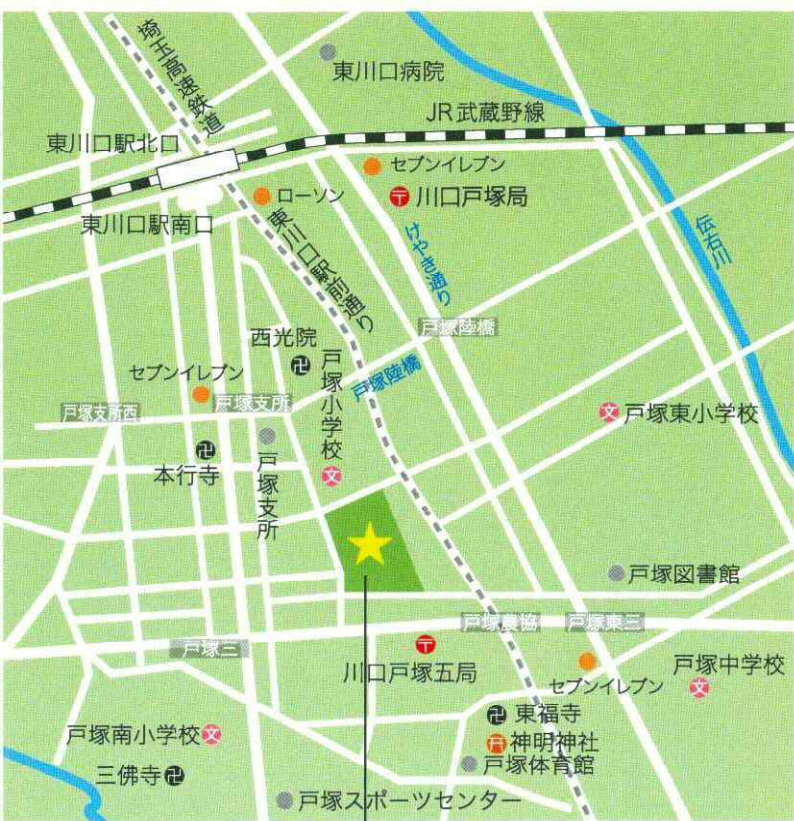 埼玉高速鉄道
東川口病院
JR武蔵野線
東川口駅北口
セブンイレブン
ローソン
川口戸塚局
東川口駅南口
東川口駅前通り
けやき通り
伝右川
戸塚陸橋
西光院
戸塚小学校
文
戸塚陸橋
セブンイレブン
戸塚支所西
戸塚支所
文
戸塚東小学校
本行寺
戸塚支所
戸塚図書館
戸塚農協
戸塚東三
戸塚三
川口戸塚五局
セブンイレブン
戸塚中学校
文
東福寺
戸塚南小学校
文
神明神社
戸塚体育館
三佛寺
戸塚スポーツセンター